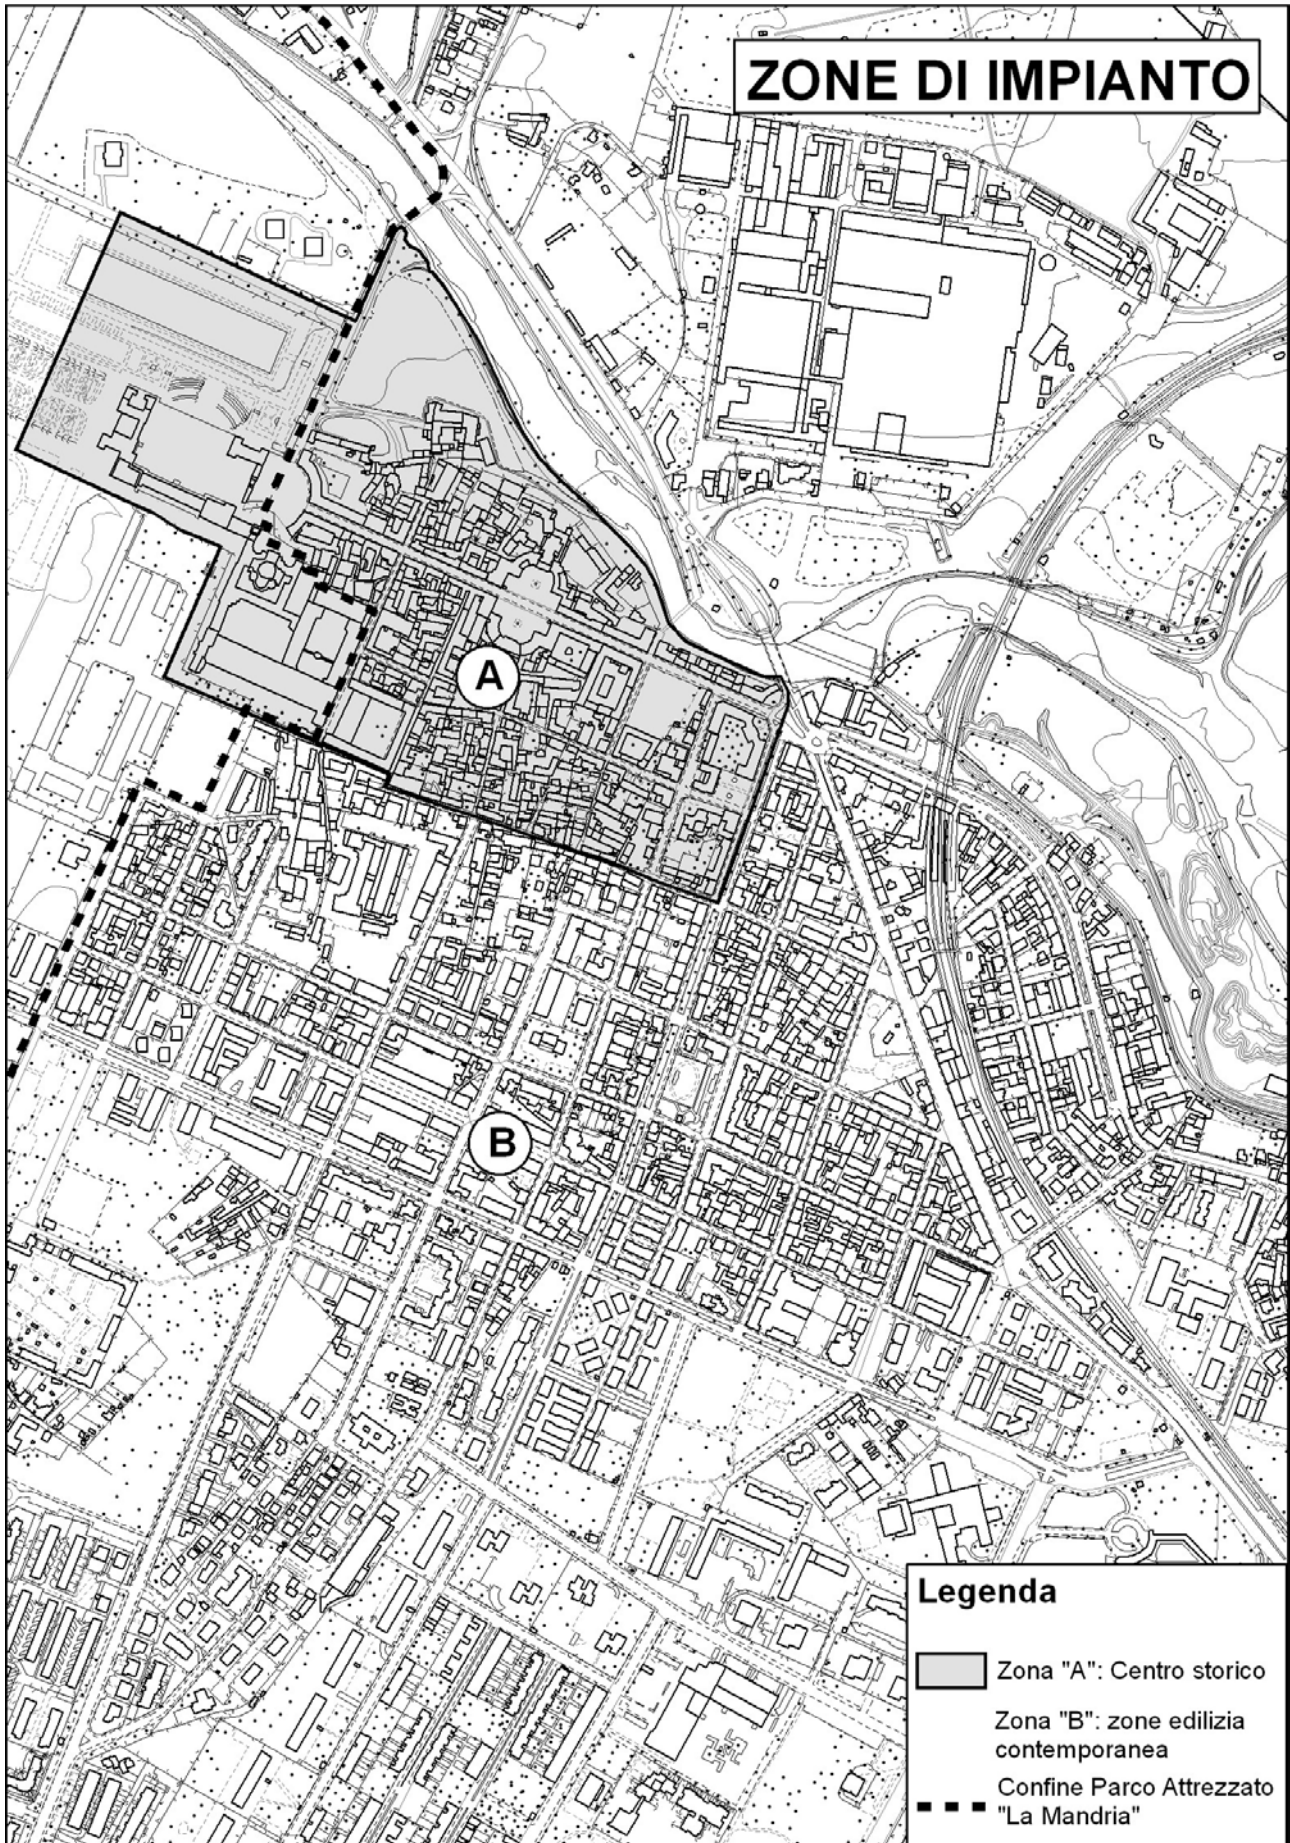 ZONE DI IMPIANTO
A
B
Legenda
Zona "A": Centro storico
Zona "B": zone edilizia
contemporanea
Confine Parco Attrezzato
"La Mandria"